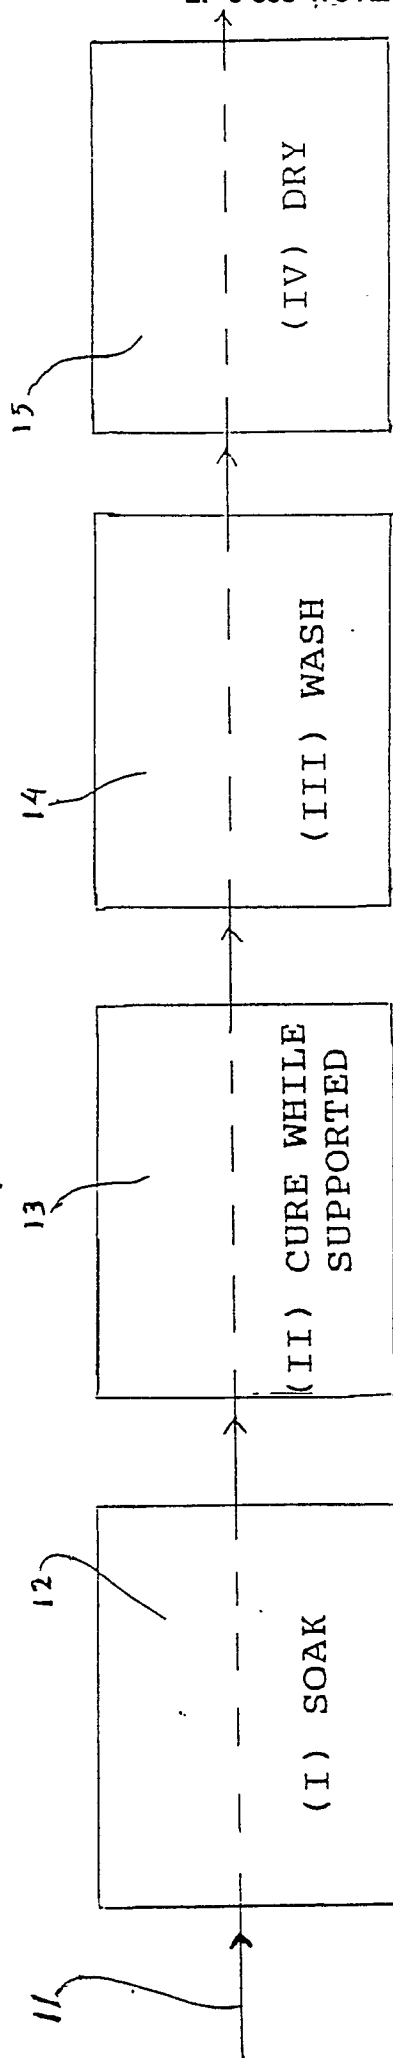 11
12
(I) SOAK
13
(II) CURE WHILE
SUPPORTED
14
(III) WASH
15
(IV) DRY